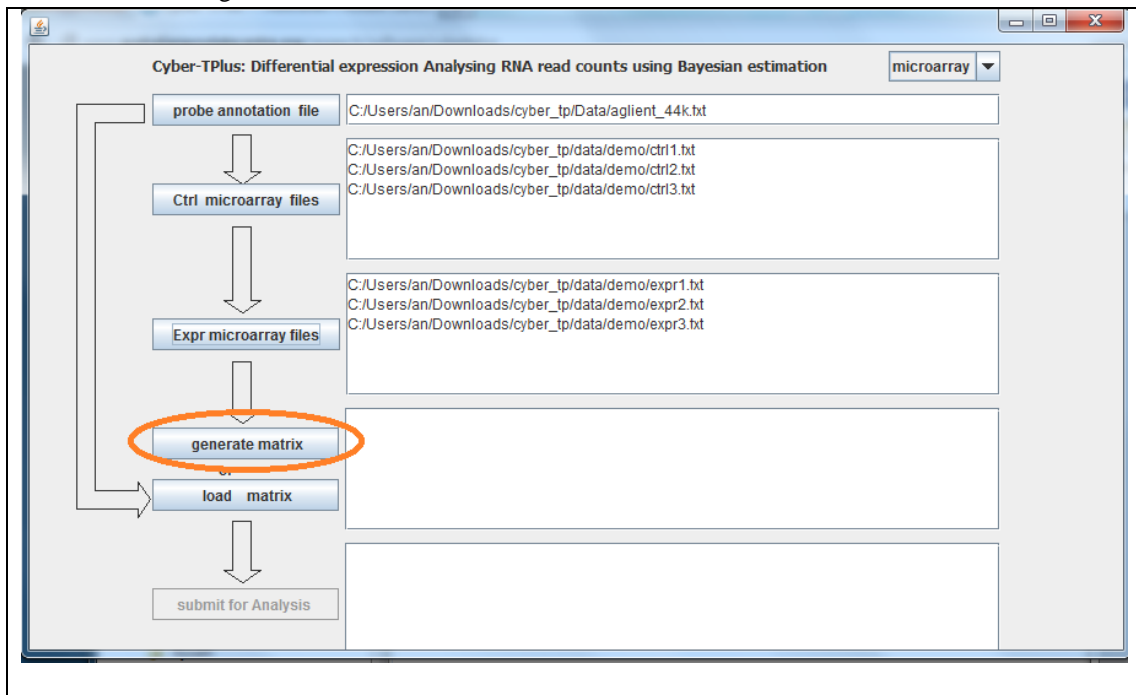 Cyber-TPlus: Differential expression Analysing RNA read counts using Bayesian estimation
microarray
probe annotation file
C:/Users/an/Downloads/cyber_tp/Data/aglient_44k.txt
C:/Users/an/Downloads/cyber_tp/data/demo/ctrl1.txt
C:/Users/an/Downloads/cyber_tp/data/demo/ctrl2.txt
C:/Users/an/Downloads/cyber_tp/data/demo/ctrl3.txt
Ctrl microarray files
C:/Users/an/Downloads/cyber_tp/data/demo/expr1.txt
C:/Users/an/Downloads/cyber_tp/data/demo/expr2.txt
C:/Users/an/Downloads/cyber_tp/data/demo/expr3.txt
Expr microarray files
generate matrix
load matrix
submit for Analysis